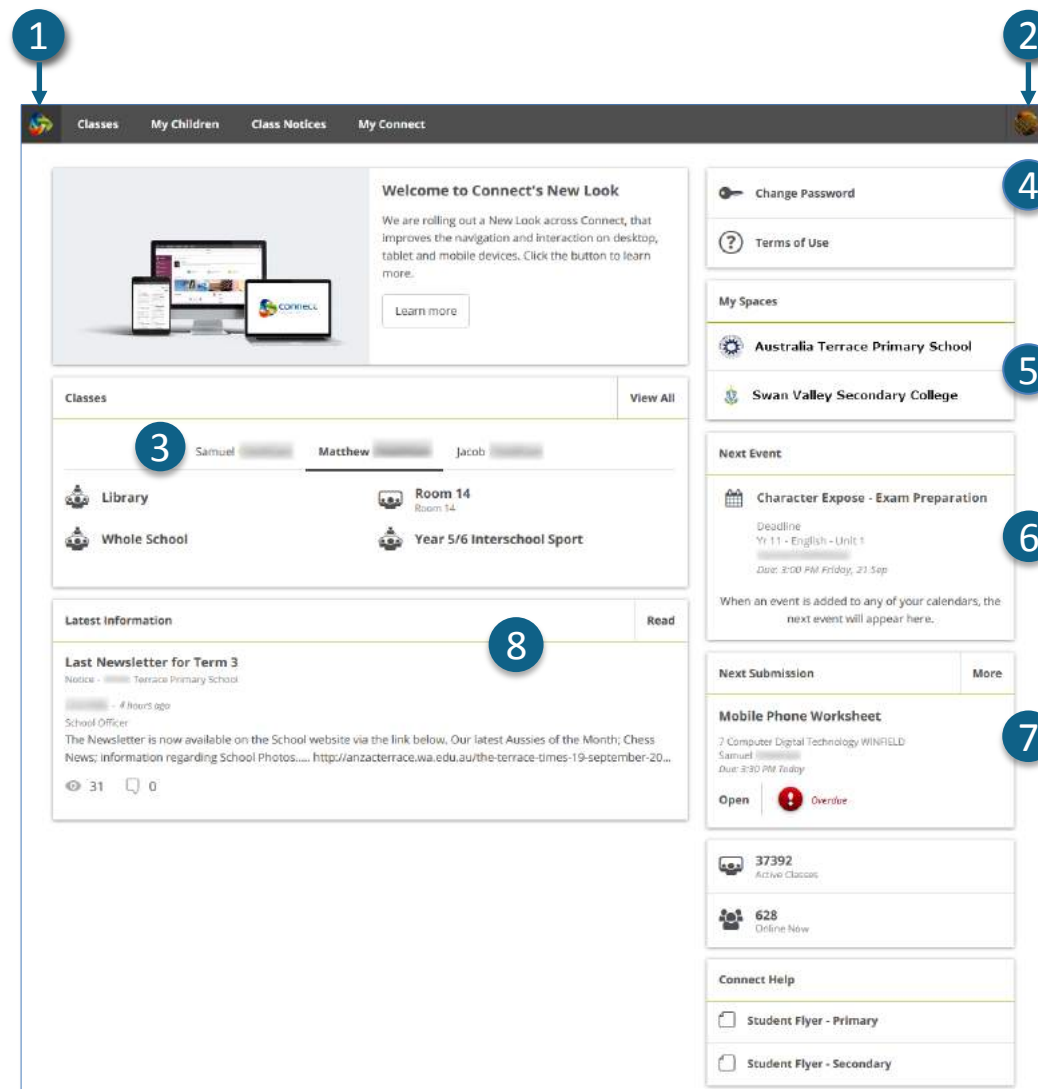 1
2
Classes My Children Class Notices My Connect
Welcome to Connect's New Look
We are rolling out a New Look across Connect, that
improves the navigation and interaction on desktop,
tablet and mobile devices. Click the button to learn
more.
Learn more
connect
Classes View All
3
Samuel Matthew Jacob
Library
Room 14
Room 14
Whole School
Year 5/6 Interschool Sport
Latest Information Read
8
Last Newsletter for Term 3
Notice - Terrace Primary School
- 4 hours ago
School Officer
The Newsletter is now available on the School website via the link below. Our latest Aussies of the Month; Chess
News; information regarding School Photos..... http://anzacterrace.wa.edu.au/the-terrace-times-19-september-20...
31 0
4
Change Password
Terms of Use
My Spaces
Australia Terrace Primary School
5
Swan Valley Secondary College
Next Event
Character Expose - Exam Preparation
Deadline
Yr 11 - English - Unit 1
6
Due: 3:00 PM Friday, 21 Sep
When an event is added to any of your calendars, the
next event will appear here.
Next Submission More
Mobile Phone Worksheet
7
7 Computer Digital Technology WINFIELD
Samuel
Due: 3:30 PM Today
Open Overdue
37392
Active Classes
628
Online Now
Connect Help
Student Flyer - Primary
Student Flyer - Secondary